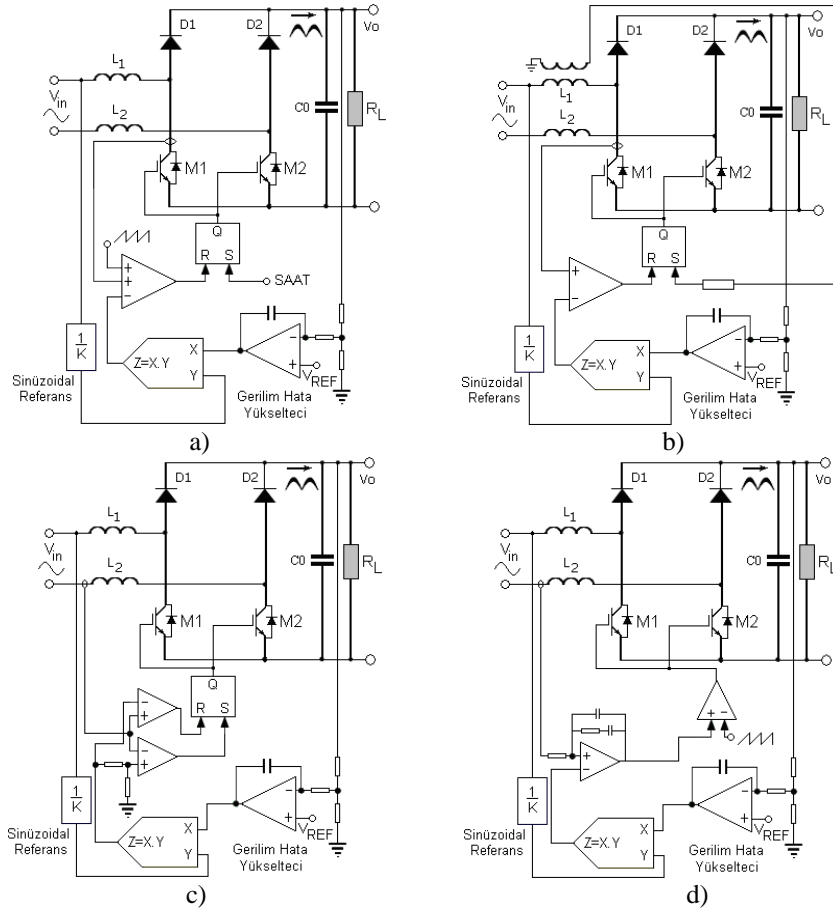 D1
D2
Vo
L1
Vin
L2
C0
RL
M1
M2
Q
R S
+
+
−
SAAT
1
K
Z=X.Y
X
Y
−
+
VREF
Sinüzoidal
Referans
Gerilim Hata
Yükselteci
a)
D1
D2
Vo
L1
Vin
L2
C0
RL
M1
M2
Q
R S
+
−
1
K
Z=X.Y
X
Y
−
+
VREF
Sinüzoidal
Referans
Gerilim Hata
Yükselteci
b)
D1
D2
Vo
L1
Vin
L2
C0
RL
M1
M2
Q
R S
−
+
−
+
1
K
Z=X.Y
X
Y
−
+
VREF
Sinüzoidal
Referans
Gerilim Hata
Yükselteci
c)
D1
D2
Vo
L1
Vin
L2
C0
RL
M1
M2
+ −
+
−
1
K
Z=X.Y
X
Y
−
+
VREF
Sinüzoidal
Referans
Gerilim Hata
Yükselteci
d)